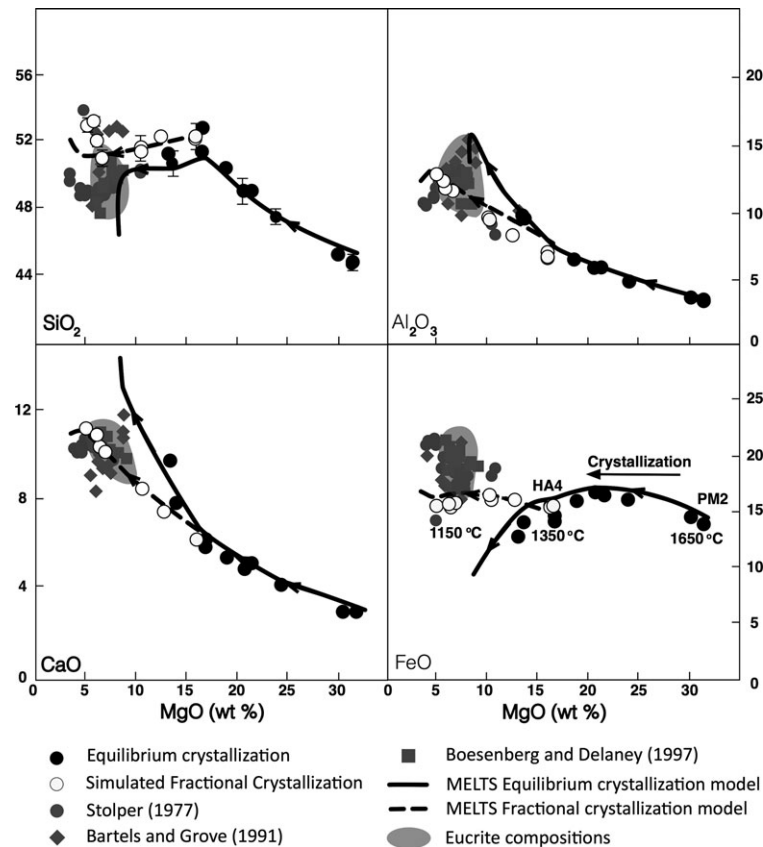 56
52
48
44
SiO2
20
15
10
5
0
Al2O3
12
8
4
0
CaO
25
20
15
10
5
0
Crystallization
HA4
PM2
1150 °C
1350 °C
1650 °C
FeO
0 5 10 15 20 25 30
0 5 10 15 20 25 30
MgO (wt %)
MgO (wt %)
Equilibrium crystallization
Simulated Fractional Crystallization
Stolper (1977)
Bartels and Grove (1991)
Boesenberg and Delaney (1997)
MELTS Equilibrium crystallization model
MELTS Fractional crystallization model
Eucrite compositions